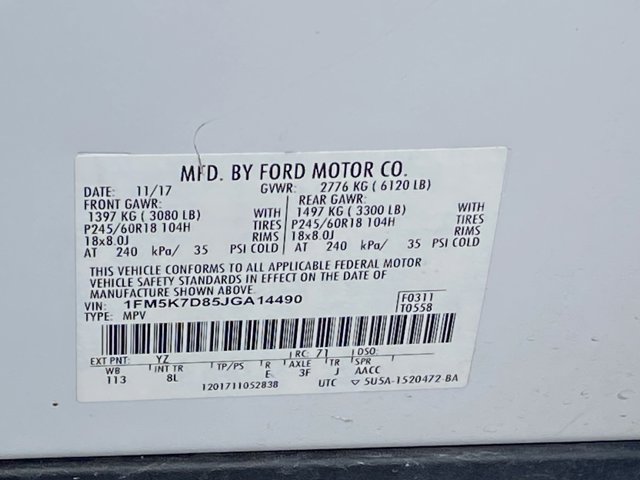 MFD. BY FORD MOTOR CO.
DATE: 11/17 GVWR: 2776 KG ( 6120 LB)
FRONT GAWR: REAR GAWR:
1397 KG ( 3080 LB) WITH 1497 KG ( 3300 LB) WITH
P245/60R18 104H TIRES P245/60R18 104H TIRES
18x8.0J RIMS 18x8.0J RIMS
AT 240 kPa/ 35 PSI COLD AT 240 kPa/ 35 PSI COLD
THIS VEHICLE CONFORMS TO ALL APPLICABLE FEDERAL MOTOR
VEHICLE SAFETY STANDARDS IN EFFECT ON THE DATE OF
MANUFACTURE SHOWN ABOVE.
VIN: 1FM5K7D85JGA14490 F0311
TYPE: MPV T0558
EXT PNT: YZ RC: 71 DSO:
WB INT TR TP/PS R AXLE TR SPR
113 8L E 3F J AACC
1201711052838 UTC ▽ 5U5A-1520472-BA